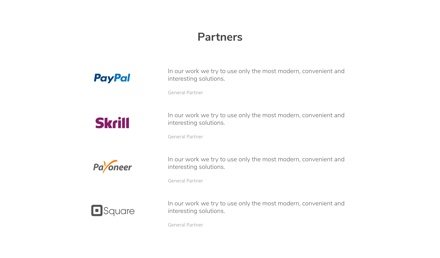 Partners
PayPal
In our work we try to use only the most modern, convenient and
interesting solutions.
General Partner
Skrill
In our work we try to use only the most modern, convenient and
interesting solutions.
General Partner
Payoneer
In our work we try to use only the most modern, convenient and
interesting solutions.
General Partner
Square
In our work we try to use only the most modern, convenient and
interesting solutions.
General Partner